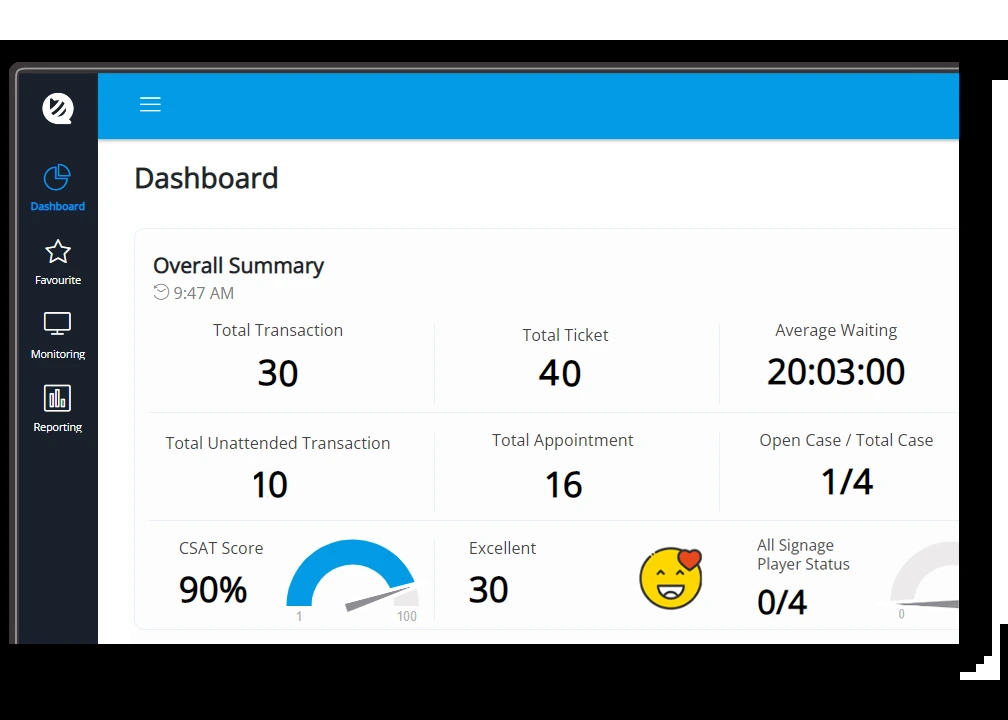 Dashboard
Dashboard
Favourite
Monitoring
Reporting
Overall Summary
9:47 AM
Total Transaction
30
Total Ticket
40
Average Waiting
20:03:00
Total Unattended Transaction
10
Total Appointment
16
Open Case / Total Case
1/4
CSAT Score
90%
1
100
Excellent
30
All Signage
Player Status
0/4
0